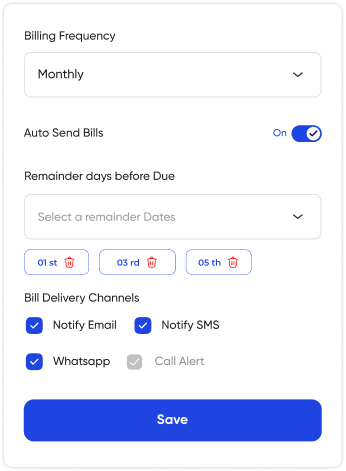 Billing Frequency
Monthly
Auto Send Bills On
Remainder days before Due
Select a remainder Dates
01 st 03 rd 05 th
Bill Delivery Channels
Notify Email Notify SMS
Whatsapp Call Alert
Save